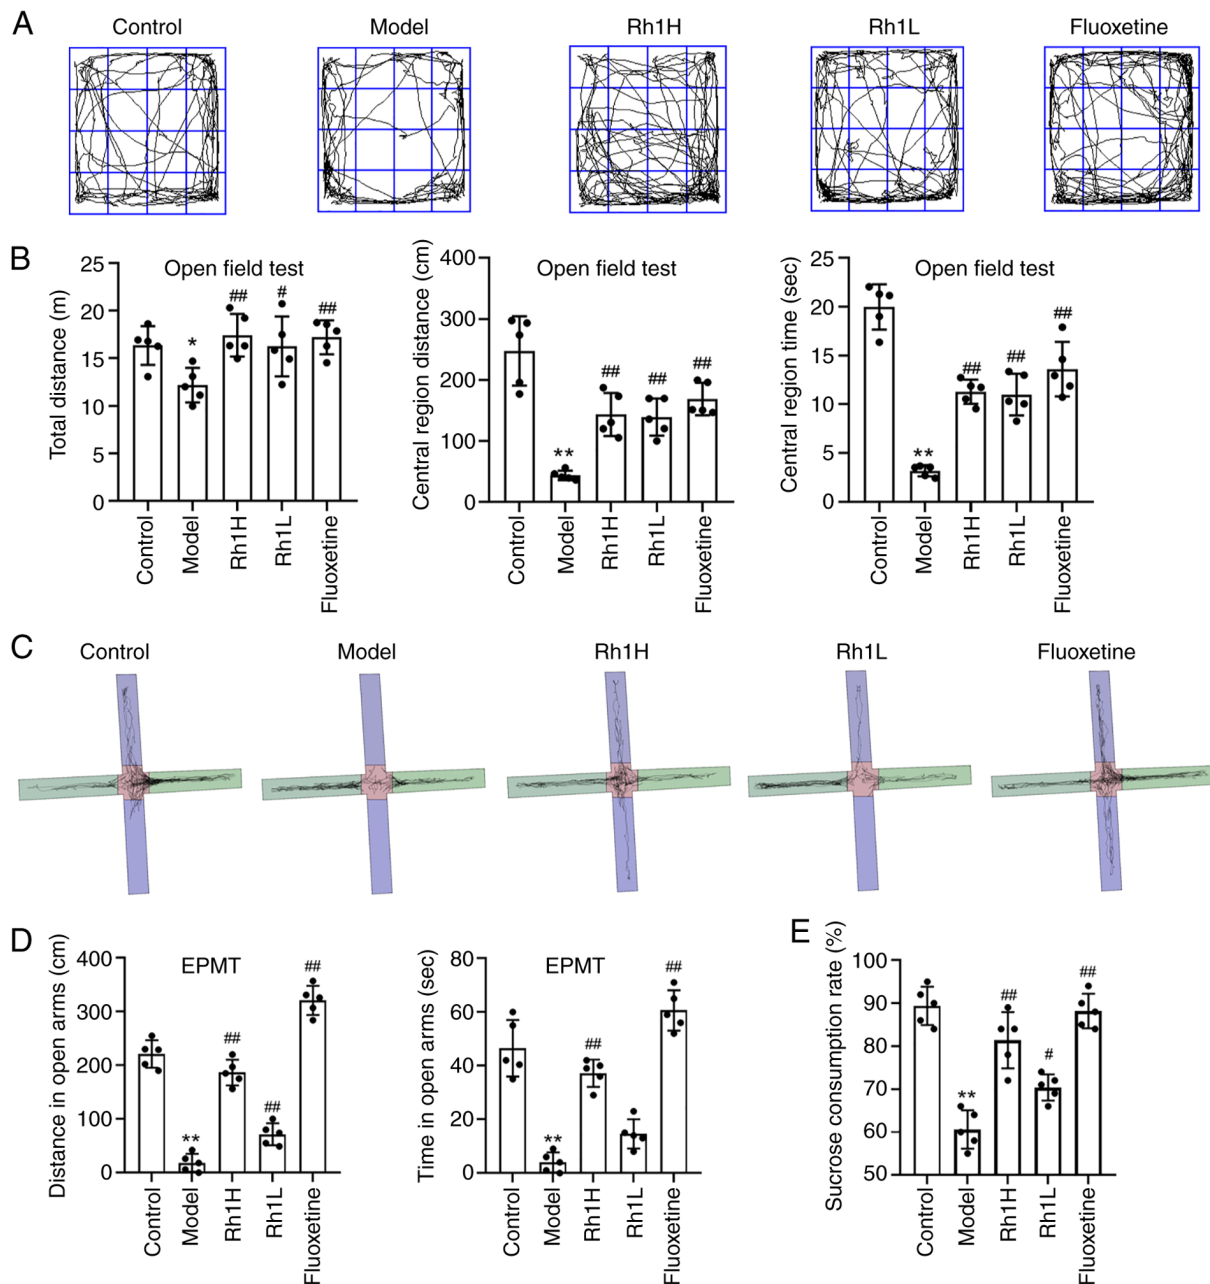 A
Control Model Rh1H Rh1L Fluoxetine
B
Open field test
Total distance (m)
25
20
15
10
5
0
* ## # ##
Control Model Rh1H Rh1L Fluoxetine
Open field test
Central region distance (cm)
400
300
200
100
0
** ## ## ##
Control Model Rh1H Rh1L Fluoxetine
Open field test
Central region time (sec)
25
20
15
10
5
0
** ## ## ##
Control Model Rh1H Rh1L Fluoxetine
C
Control Model Rh1H Rh1L Fluoxetine
D
EPMT
Distance in open arms (cm)
400
300
200
100
0
** ## ## ##
Control Model Rh1H Rh1L Fluoxetine
EPMT
Time in open arms (sec)
80
60
40
20
0
** ## ##
Control Model Rh1H Rh1L Fluoxetine
E
Sucrose consumption rate (%)
100
90
80
70
60
50
** ## # ##
Control Model Rh1H Rh1L Fluoxetine